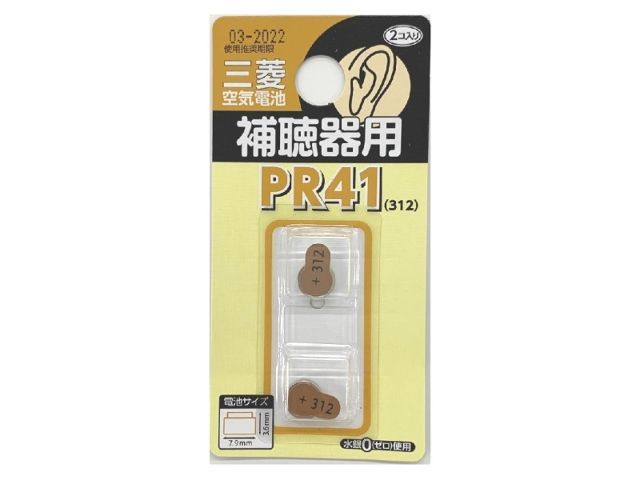 03-2022
使用推奨期限
2コ入り
三菱
空気電池
補聴器用
PR41(312)
+ 312
+ 312
電池サイズ
3.6mm
7.9mm
水銀0(ゼロ)使用